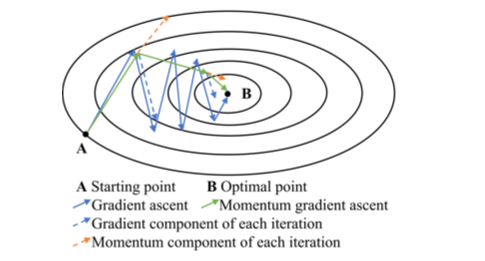 B
A
A Starting point B Optimal point
Gradient ascent Momentum gradient ascent
Gradient component of each iteration
Momentum component of each iteration